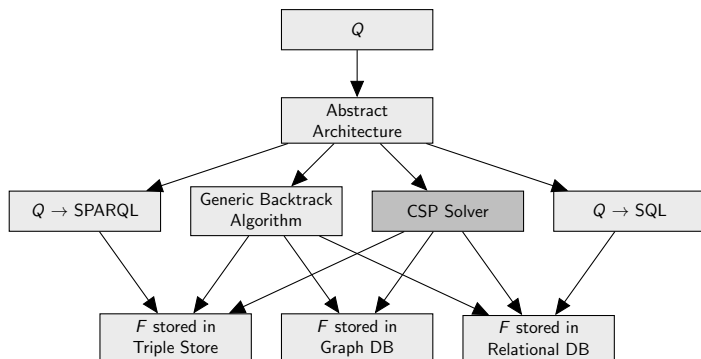 Q
Abstract
Architecture
Q → SPARQL
Generic Backtrack
Algorithm
CSP Solver
Q → SQL
F stored in
Triple Store
F stored in
Graph DB
F stored in
Relational DB